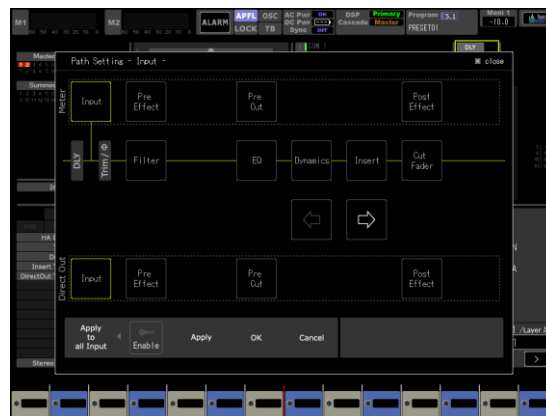 M1
M2
ALARM
APFL
LOCK
OSC
TB
AC Pwr OK
DC Pwr
Sync INT
DSP Primary
Cascade Master
Program [5.1]
PRESET01
Moni 1
-10.0
DLY
Path Setting - Input -
close
Meter
Input
Pre
Effect
Pre
Cut
Post
Effect
DLY
Trim/Φ
Filter
EQ
Dynamics
Insert
Cut
Fader
Direct Out
Input
Pre
Effect
Pre
Cut
Post
Effect
Apply
to
all Input
Enable
Apply
OK
Cancel
Insert
DirectOut
Stereo